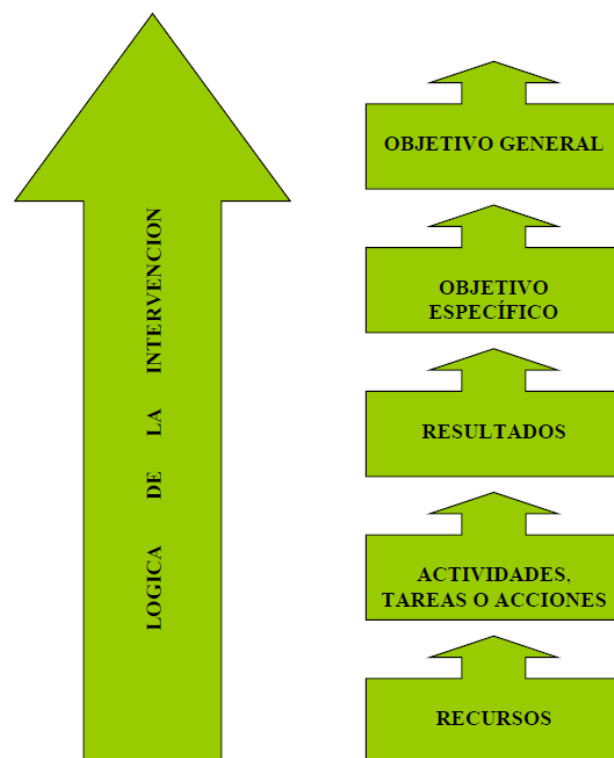 LOGICA DE LA INTERVENCION
OBJETIVO GENERAL
OBJETIVO
ESPECÍFICO
RESULTADOS
ACTIVIDADES,
TAREAS O ACCIONES
RECURSOS